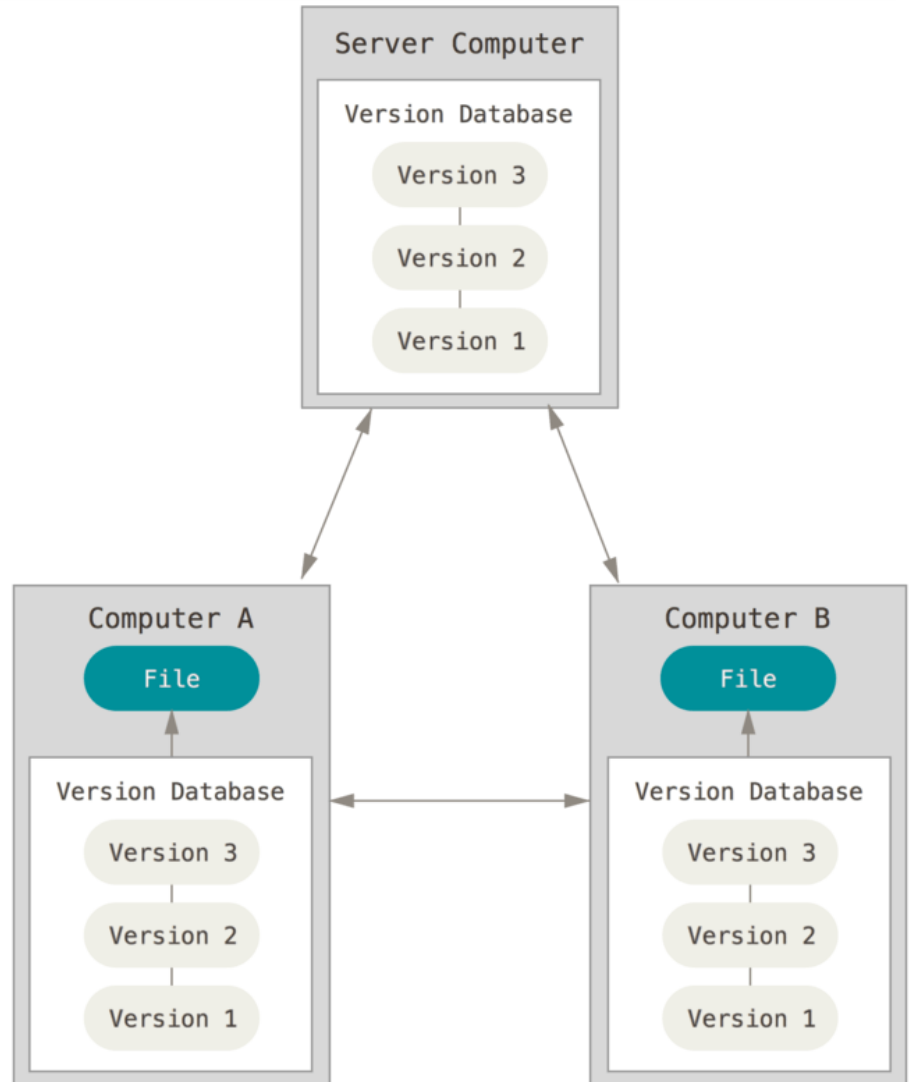 Server Computer
Version Database
Version 3
Version 2
Version 1
Computer A
File
Version Database
Version 3
Version 2
Version 1
Computer B
File
Version Database
Version 3
Version 2
Version 1